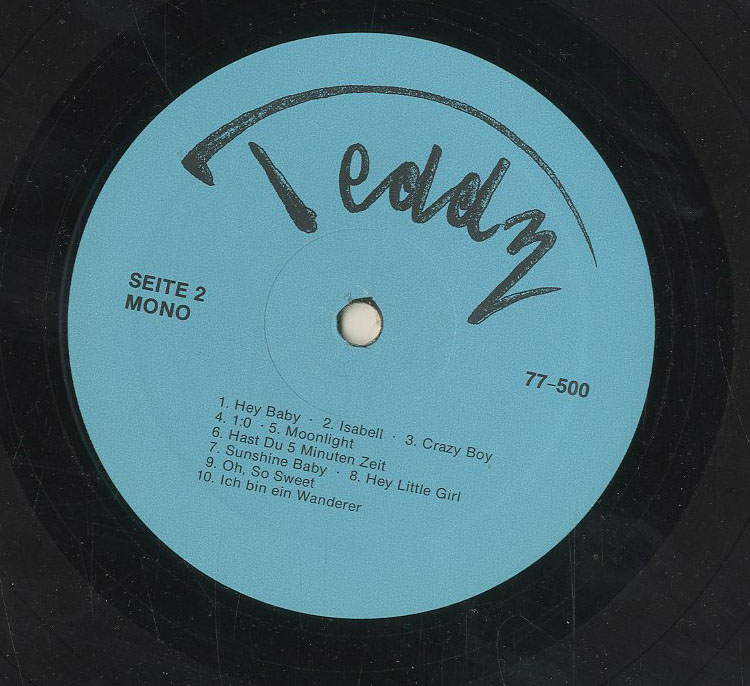 Teddy
SEITE 2
MONO
77-500
1. Hey Baby · 2. Isabell · 3. Crazy Boy
4. 1:0 · 5. Moonlight
6. Hast Du 5 Minuten Zeit
7. Sunshine Baby · 8. Hey Little Girl
9. Oh, So Sweet
10. Ich bin ein Wanderer